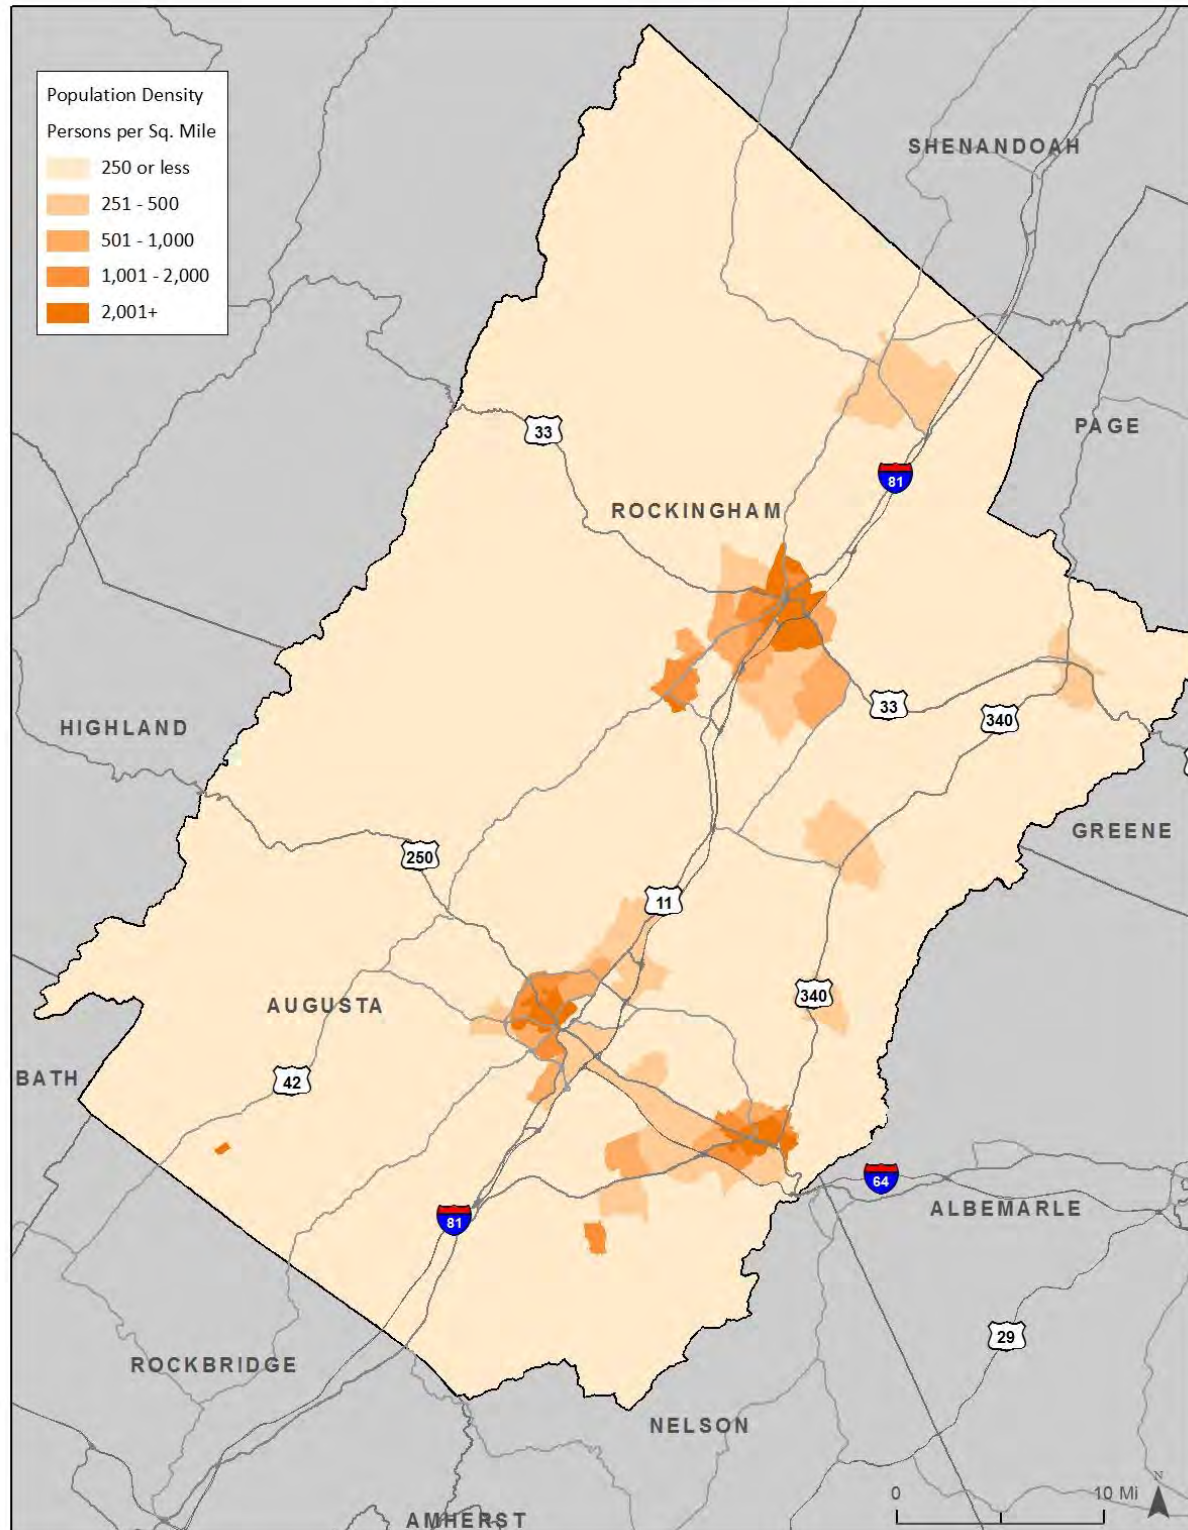 Population Density
Persons per Sq. Mile
250 or less
251 - 500
501 - 1,000
1,001 - 2,000
2,001+
SHENANDOAH
PAGE
33
81
ROCKINGHAM
HIGHLAND
33
340
GREENE
250
11
AUGUSTA
340
BATH
42
64
ALBEMARLE
81
29
ROCKBRIDGE
NELSON
AMHERST
0 10 Mi
N